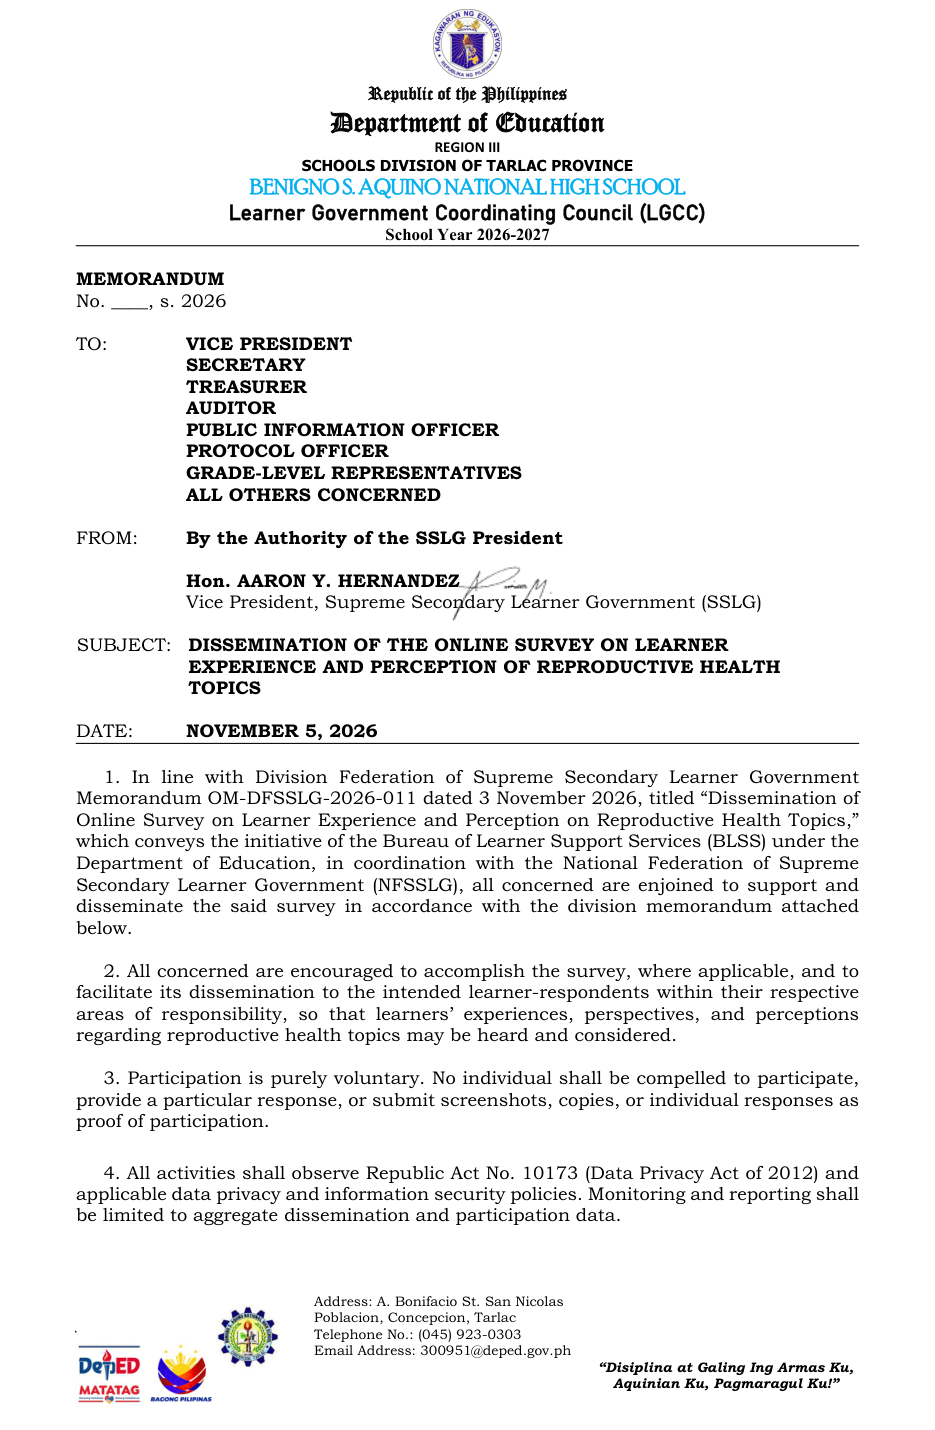 KAGAWARAN NG EDUKASYON
REPUBLIKA NG PILIPINAS
Republic of the Philippines
Department of Education
REGION III
SCHOOLS DIVISION OF TARLAC PROVINCE
BENIGNO S. AQUINO NATIONAL HIGH SCHOOL
Learner Government Coordinating Council (LGCC)
School Year 2026-2027
MEMORANDUM
No. ____, s. 2026
TO: VICE PRESIDENT
SECRETARY
TREASURER
AUDITOR
PUBLIC INFORMATION OFFICER
PROTOCOL OFFICER
GRADE-LEVEL REPRESENTATIVES
ALL OTHERS CONCERNED
FROM: By the Authority of the SSLG President
Hon. AARON Y. HERNANDEZ
Vice President, Supreme Secondary Learner Government (SSLG)
SUBJECT: DISSEMINATION OF THE ONLINE SURVEY ON LEARNER
EXPERIENCE AND PERCEPTION OF REPRODUCTIVE HEALTH
TOPICS
DATE: NOVEMBER 5, 2026
1. In line with Division Federation of Supreme Secondary Learner Government
Memorandum OM-DFSSLG-2026-011 dated 3 November 2026, titled “Dissemination of
Online Survey on Learner Experience and Perception on Reproductive Health Topics,”
which conveys the initiative of the Bureau of Learner Support Services (BLSS) under the
Department of Education, in coordination with the National Federation of Supreme
Secondary Learner Government (NFSSLG), all concerned are enjoined to support and
disseminate the said survey in accordance with the division memorandum attached
below.
2. All concerned are encouraged to accomplish the survey, where applicable, and to
facilitate its dissemination to the intended learner-respondents within their respective
areas of responsibility, so that learners’ experiences, perspectives, and perceptions
regarding reproductive health topics may be heard and considered.
3. Participation is purely voluntary. No individual shall be compelled to participate,
provide a particular response, or submit screenshots, copies, or individual responses as
proof of participation.
4. All activities shall observe Republic Act No. 10173 (Data Privacy Act of 2012) and
applicable data privacy and information security policies. Monitoring and reporting shall
be limited to aggregate dissemination and participation data.
Address: A. Bonifacio St. San Nicolas
Poblacion, Concepcion, Tarlac
Telephone No.: (045) 923-0303
Email Address: 300951@deped.gov.ph
DepED
MATATAG
BAGONG PILIPINAS
“Disiplina at Galing Ing Armas Ku,
Aquinian Ku, Pagmaragul Ku!”